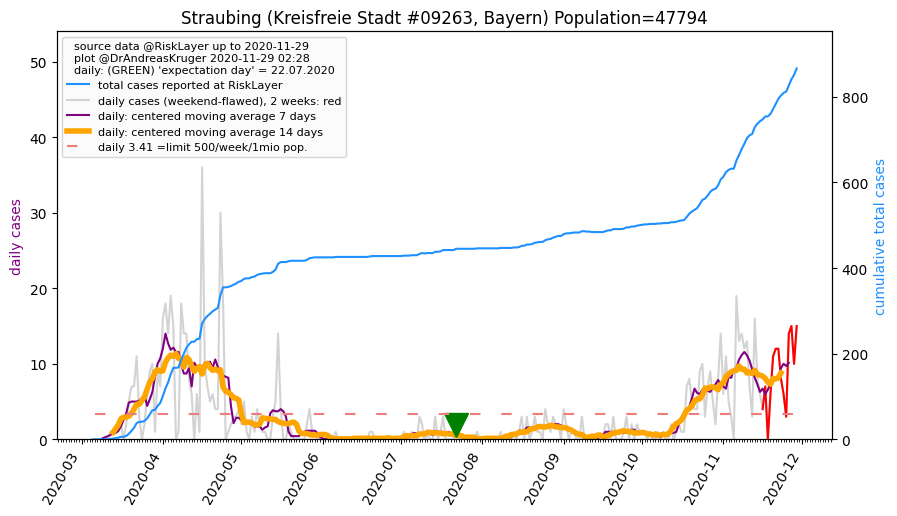 Straubing (Kreisfreie Stadt #09263, Bayern) Population=47794
source data @RiskLayer up to 2020-11-29
plot @DrAndreasKruger 2020-11-29 02:28
daily: (GREEN) 'expectation day' = 22.07.2020
total cases reported at RiskLayer
daily cases (weekend-flawed), 2 weeks: red
daily: centered moving average 7 days
daily: centered moving average 14 days
daily 3.41 =limit 500/week/1mio pop.
daily cases
50
40
30
20
10
0
cumulative total cases
800
600
400
200
0
2020-03
2020-04
2020-05
2020-06
2020-07
2020-08
2020-09
2020-10
2020-11
2020-12